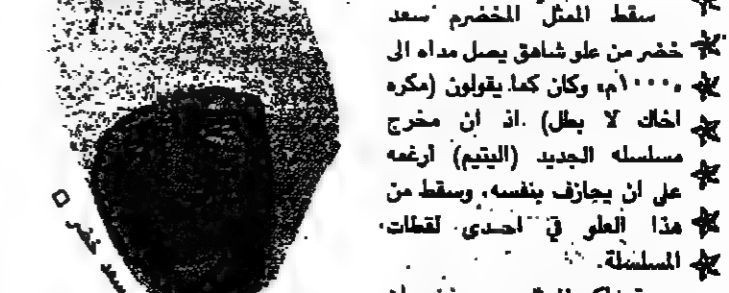 سقط الممثل المخضرم سعد
خضر من علو شاهق يصل مداه الى
«١٠٠٠م» وكان كما يقولون (مكره
اخاك لا بطل) اذ ان مخرج
مسلسله الجديد (اليتيم) أرغمه
على ان يجازف بنفسه، وسقط من
هذا العلو في احدى لقطات
المسلسلة.
سعد خضر